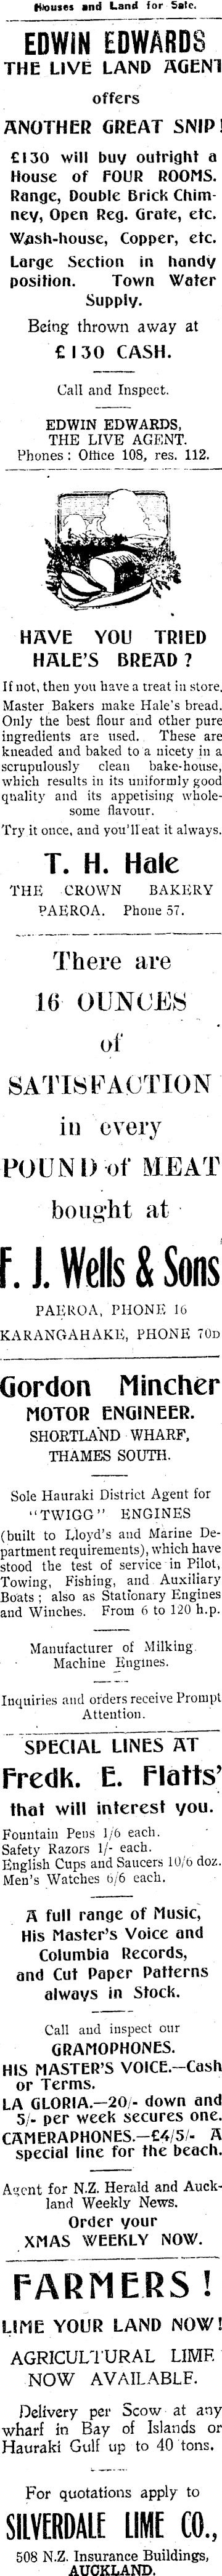 Houses and Land for Sale.
EDWIN EDWARDS
THE LIVE LAND AGENT
offers
ANOTHER GREAT SNIP!
£130 will buy outright a
House of FOUR ROOMS.
Range, Double Brick Chim-
ney, Open Reg. Grate, etc.
Wash-house, Copper, etc.
Large Section in handy
position. Town Water
Supply.
Being thrown away at
£130 CASH.
Call and Inspect.
EDWIN EDWARDS,
THE LIVE AGENT.
Phones: Office 108, res. 112.
HAVE YOU TRIED
HALE'S BREAD?
If not, then you have a treat in store.
Master Bakers make Hale's bread.
Only the best flour and other pure
ingredients are used. These are
kneaded and baked to a nicety in a
scrupulously clean bake-house,
which results in its uniformly good
quality and its appetising whole-
some flavour.
Try it once, and you'll eat it always.
T. H. Hale
THE CROWN BAKERY
PAEROA. Phone 57.
There are
16 OUNCES
of
SATISFACTION
in every
POUND of MEAT
bought at
F. J. Wells & Sons
PAEROA, PHONE 16
KARANGAHAKE, PHONE 70D
Gordon Mincher
MOTOR ENGINEER.
SHORTLAND WHARF,
THAMES SOUTH.
Sole Hauraki District Agent for
"TWIGG" ENGINES
(built to Lloyd's and Marine De-
partment requirements), which have
stood the test of service in Pilot,
Towing, Fishing, and Auxiliary
Boats; also as Stationary Engines
and Winches. From 6 to 120 h.p.
Manufacturer of Milking
Machine Engines.
Inquiries and orders receive Prompt
Attention.
SPECIAL LINES AT
Fredk. E. Flatts'
that will interest you.
Fountain Pens 1/6 each.
Safety Razors 1/- each.
English Cups and Saucers 10/6 doz.
Men's Watches 6/6 each.
A full range of Music,
His Master's Voice and
Columbia Records,
and Cut Paper Patterns
always in Stock.
Call and inspect our
GRAMOPHONES.
HIS MASTER'S VOICE.—Cash
or Terms.
LA GLORIA.—20/- down and
5/- per week secures one.
CAMERAPHONES.—£4/5/- A
special line for the beach.
Agent for N.Z. Herald and Auck-
land Weekly News.
Order your
XMAS WEEKLY NOW.
FARMERS!
LIME YOUR LAND NOW!
AGRICULTURAL LIME
NOW AVAILABLE.
Delivery per Scow at any
wharf in Bay of Islands or
Hauraki Gulf up to 40 tons.
For quotations apply to
SILVERDALE LIME CO.,
508 N.Z. Insurance Buildings,
AUCKLAND.